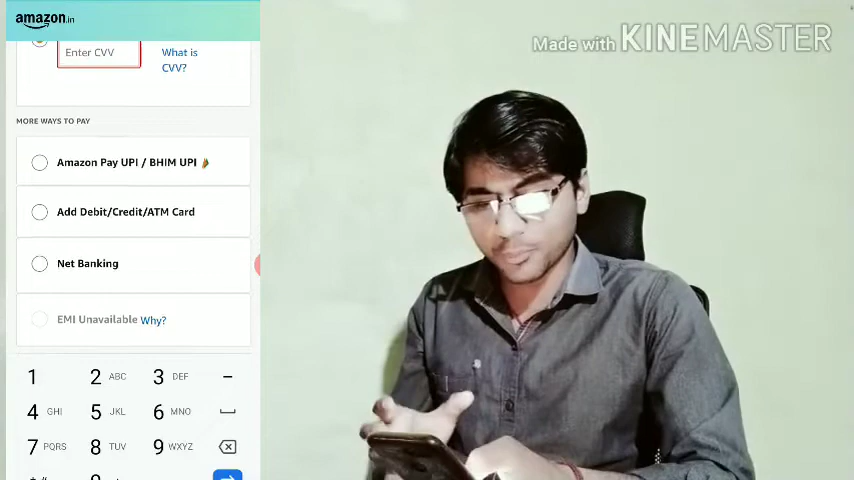 amazon.in
Made with KINEMASTER
Enter CVV
What is
CVV?
MORE WAYS TO PAY
Amazon Pay UPI / BHIM UPI
Add Debit/Credit/ATM Card
Net Banking
EMI Unavailable Why?
1 2 ABC 3 DEF -
4 GHI 5 JKL 6 MNO
7 PQRS 8 TUV 9 WXYZ